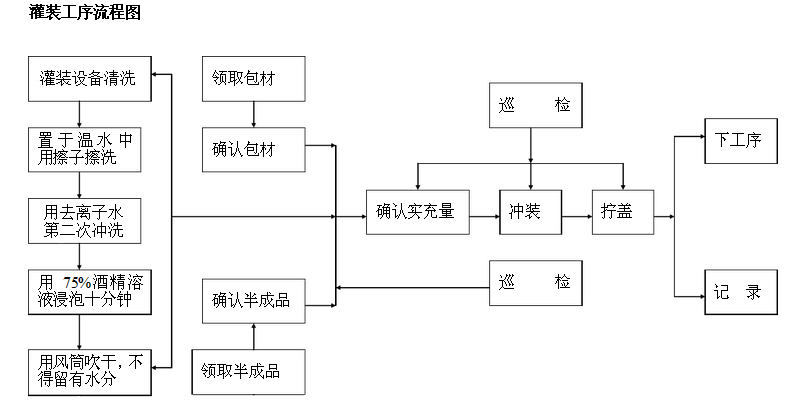 灌装工序流程图
灌装设备清洗
置于温水中
用擦子擦洗
用去离子水
第二次冲洗
用 75%酒精溶
液浸泡十分钟
用风筒吹干，不
得留有水分
领取包材
确认包材
确认半成品
领取半成品
巡 检
确认实充量
冲装
拧盖
巡 检
下工序
记 录